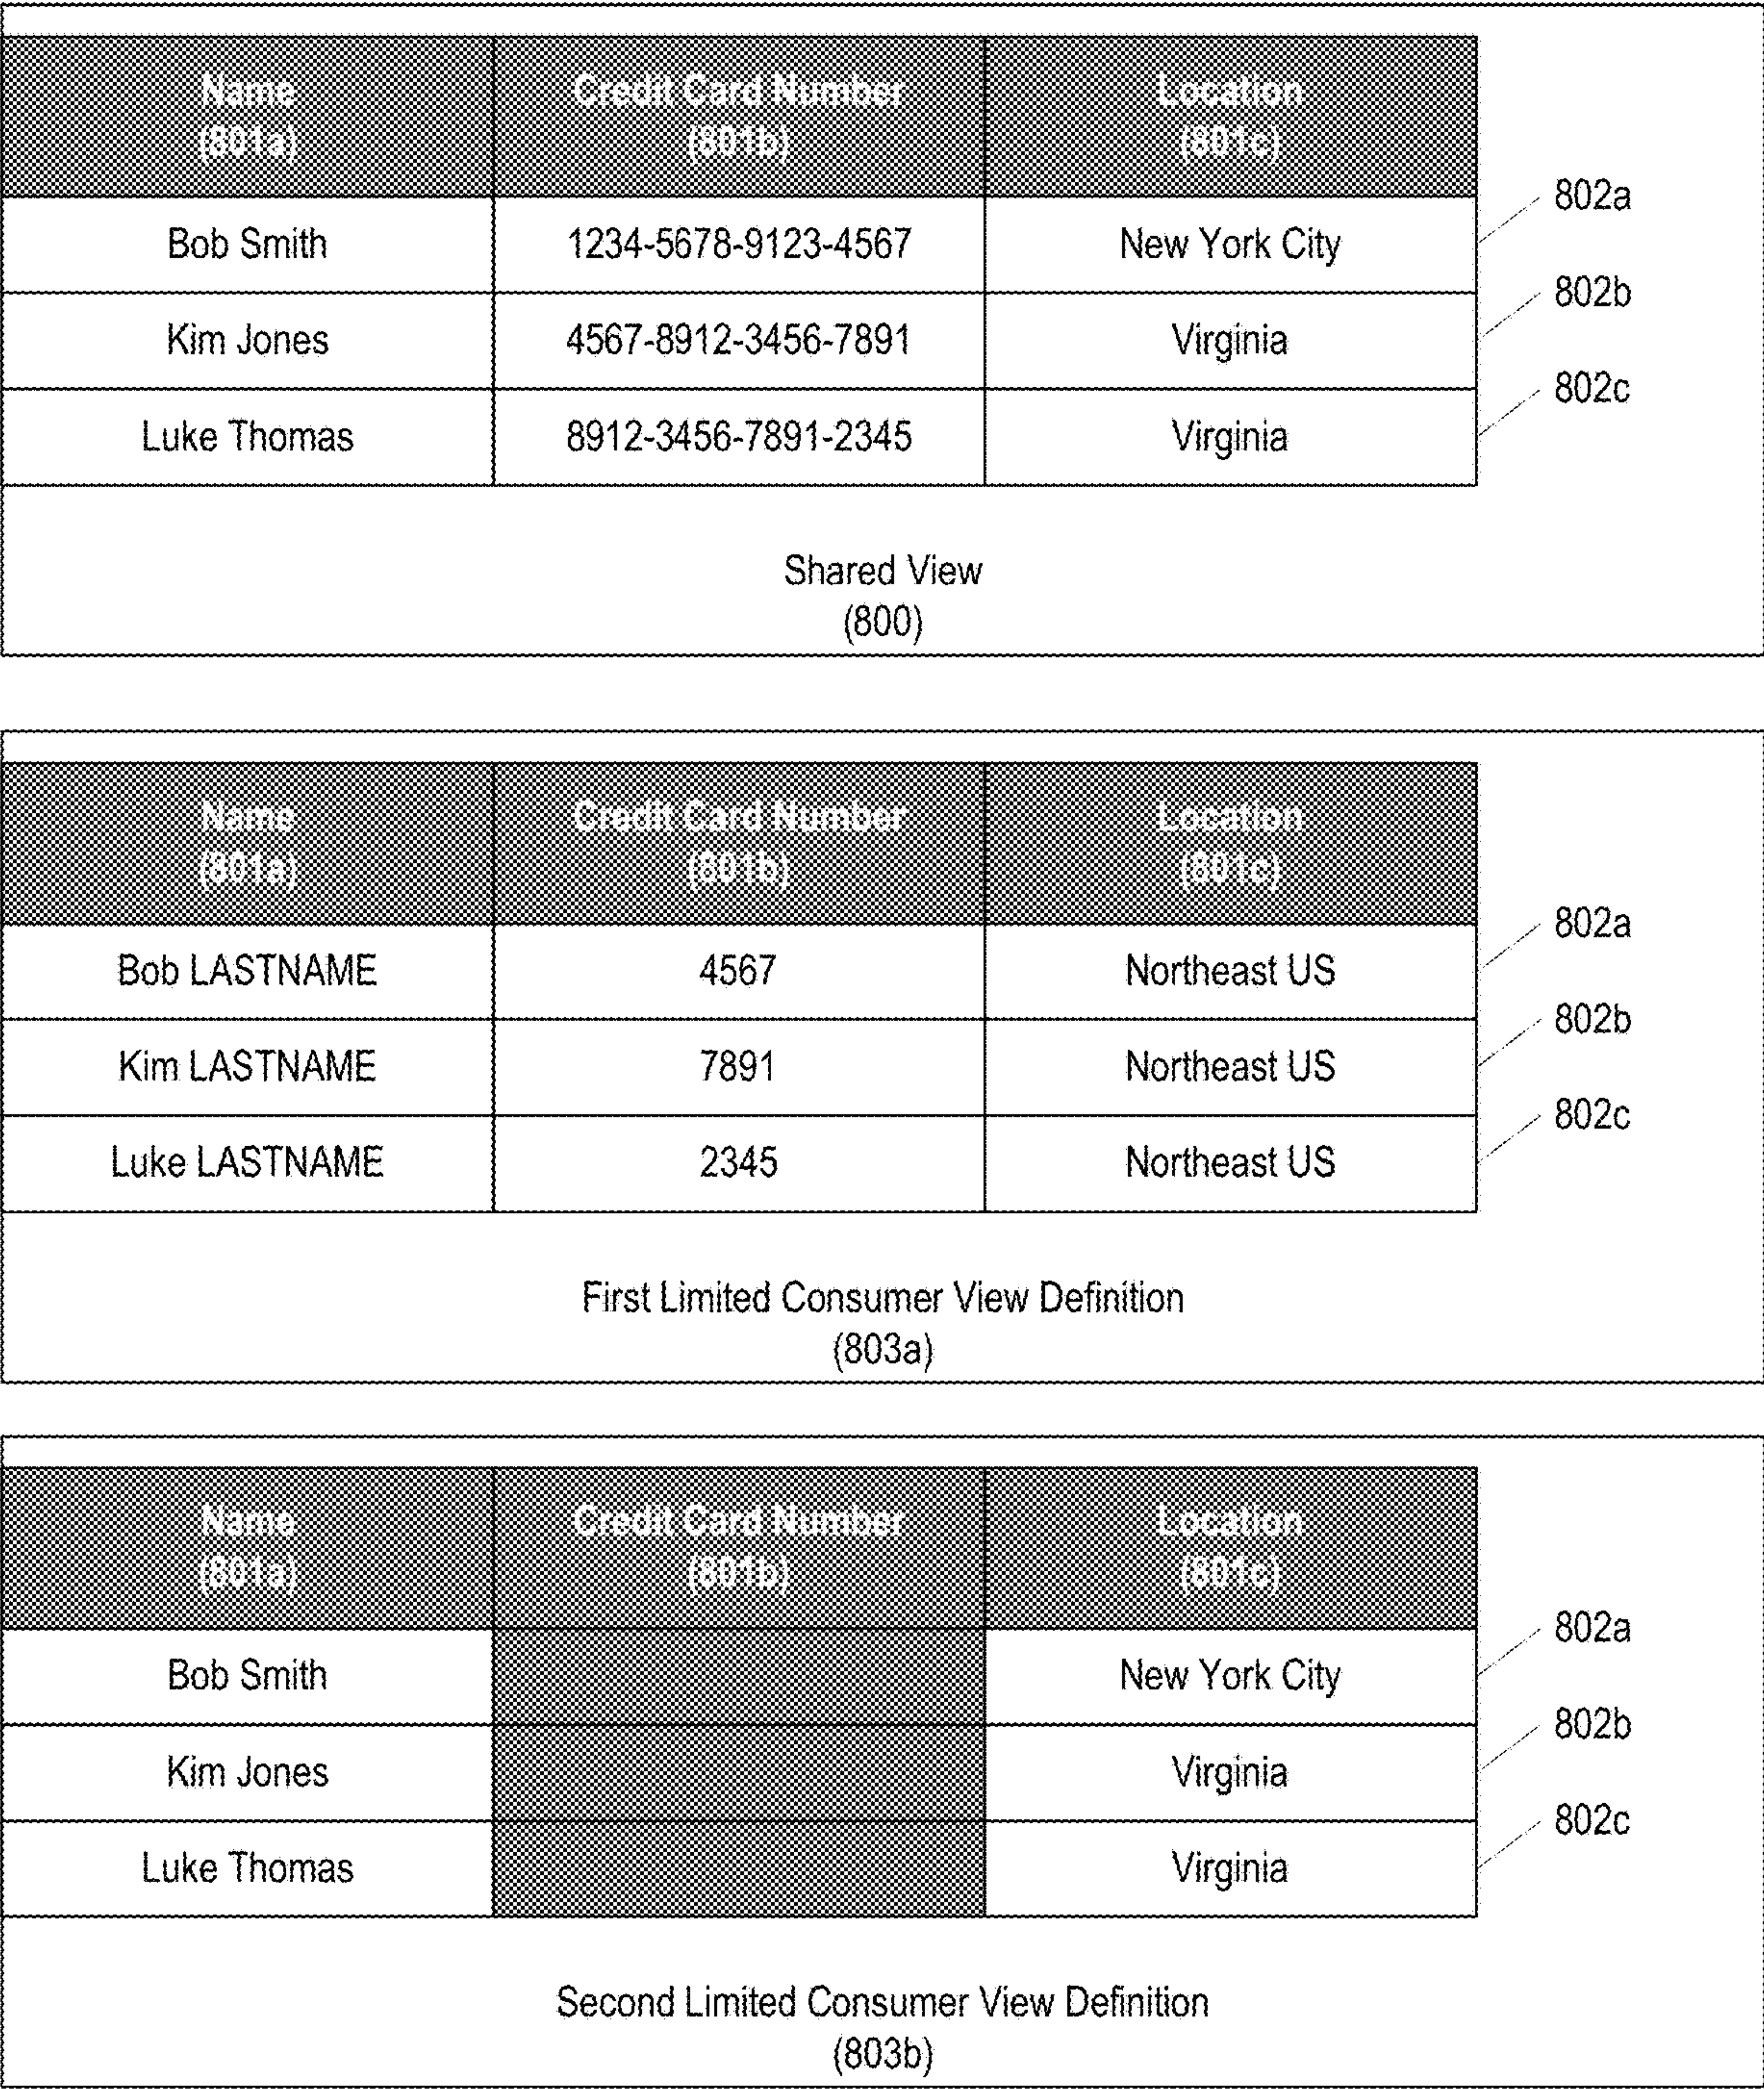 Name Credit Card Number Location
(801a) (801b) (801c)
802a
Bob Smith 1234-5678-9123-4567 New York City
802b
Kim Jones 4567-8912-3456-7891 Virginia
802c
Luke Thomas 8912-3456-7891-2345 Virginia
Shared View
(800)
Name Credit Card Number Location
(801a) (801b) (801c)
802a
Bob LASTNAME 4567 Northeast US
802b
Kim LASTNAME 7891 Northeast US
802c
Luke LASTNAME 2345 Northeast US
First Limited Consumer View Definition
(803a)
Name Credit Card Number Location
(801a) (801b) (801c)
802a
Bob Smith New York City
802b
Kim Jones Virginia
802c
Luke Thomas Virginia
Second Limited Consumer View Definition
(803b)